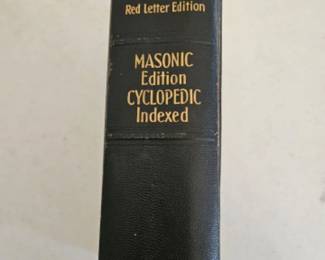 Red Letter Edition
MASONIC
Edition
CYCLOPEDIC
Indexed